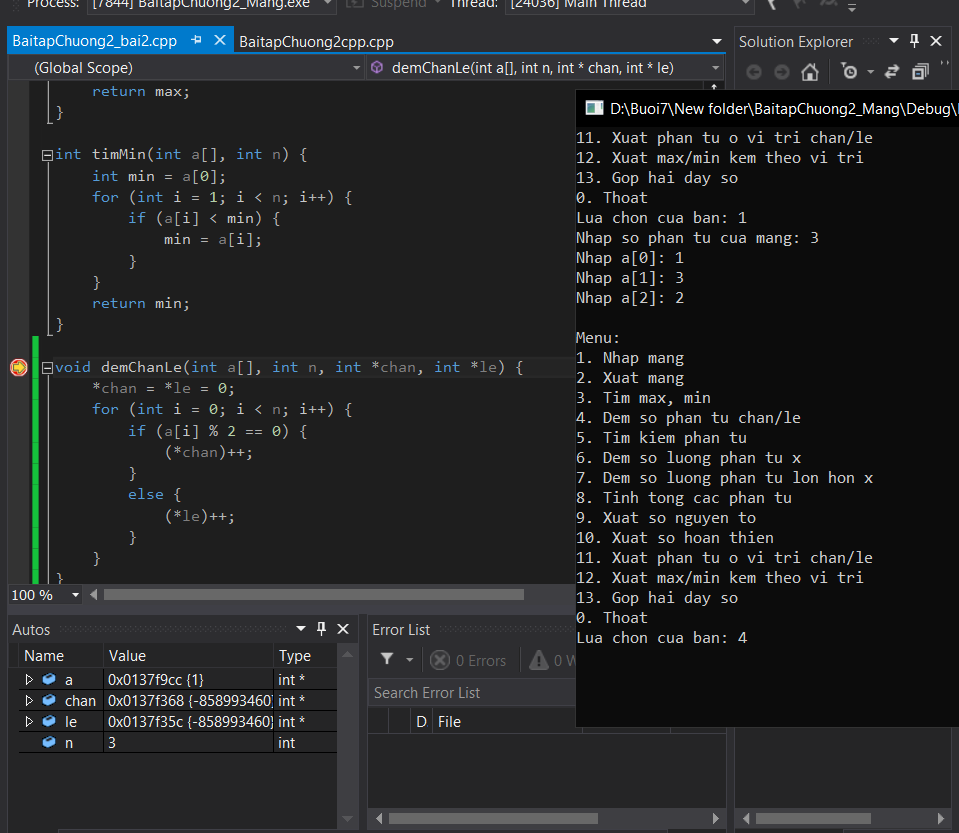 Process: [7844] BaitapChuong2_Mang.exe Suspend Thread: [24036] Main Thread
BaitapChuong2_bai2.cpp BaitapChuong2cpp.cpp
(Global Scope) demChanLe(int a[], int n, int * chan, int * le)
return max;
}
int timMin(int a[], int n) {
int min = a[0];
for (int i = 1; i < n; i++) {
if (a[i] < min) {
min = a[i];
}
}
return min;
}
void demChanLe(int a[], int n, int *chan, int *le) {
*chan = *le = 0;
for (int i = 0; i < n; i++) {
if (a[i] % 2 == 0) {
(*chan)++;
}
else {
(*le)++;
}
}
}
100 %
Solution Explorer
D:\Buoi7\New folder\BaitapChuong2_Mang\Debug\
11. Xuat phan tu o vi tri chan/le
12. Xuat max/min kem theo vi tri
13. Gop hai day so
0. Thoat
Lua chon cua ban: 1
Nhap so phan tu cua mang: 3
Nhap a[0]: 1
Nhap a[1]: 3
Nhap a[2]: 2
Menu:
1. Nhap mang
2. Xuat mang
3. Tim max, min
4. Dem so phan tu chan/le
5. Tim kiem phan tu
6. Dem so luong phan tu x
7. Dem so luong phan tu lon hon x
8. Tinh tong cac phan tu
9. Xuat so nguyen to
10. Xuat so hoan thien
11. Xuat phan tu o vi tri chan/le
12. Xuat max/min kem theo vi tri
13. Gop hai day so
0. Thoat
Lua chon cua ban: 4
Autos
Name Value Type
a 0x0137f9cc {1} int *
chan 0x0137f368 {-858993460} int *
le 0x0137f35c {-858993460} int *
n 3 int
Error List
0 Errors 0 W
Search Error List
D File